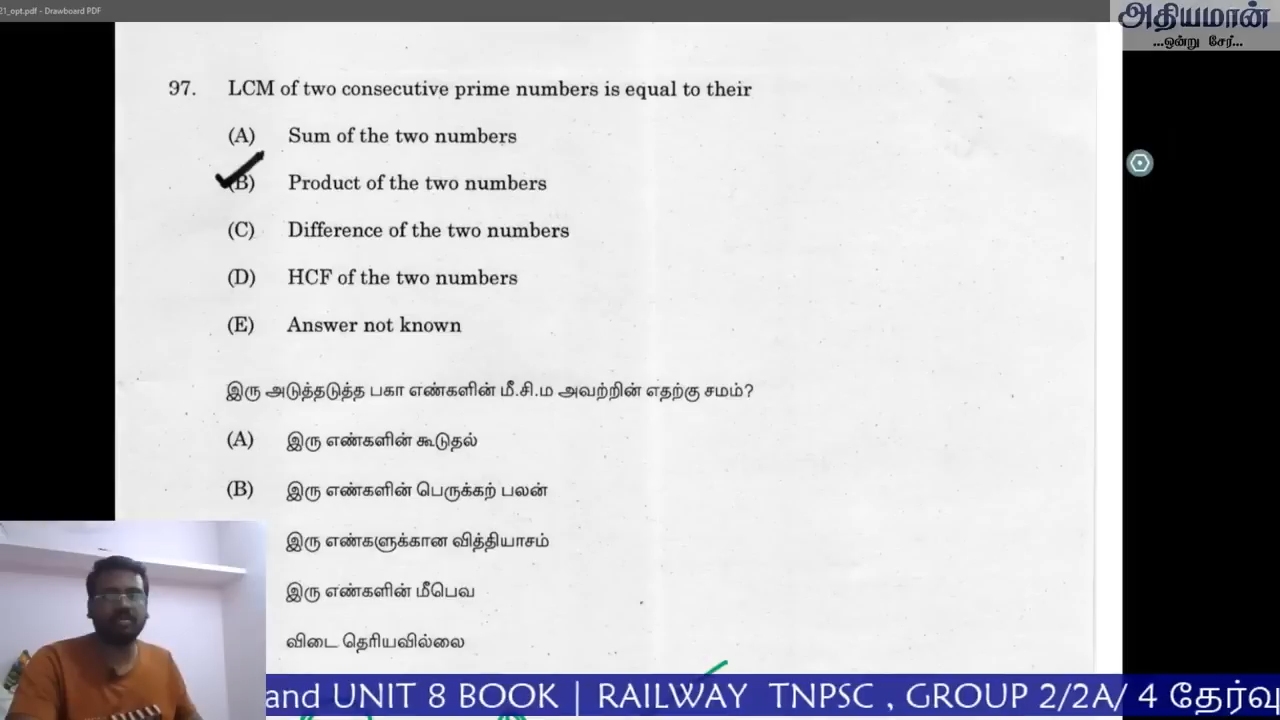 21_opt.pdf - Drawboard PDF
அதியமான்
...ஒன்று சேர்...
97. LCM of two consecutive prime numbers is equal to their
(A) Sum of the two numbers
(B) Product of the two numbers
(C) Difference of the two numbers
(D) HCF of the two numbers
(E) Answer not known
இரு அடுத்தடுத்த பகா எண்களின் மீ.சி.ம அவற்றின் எதற்கு சமம்?
(A) இரு எண்களின் கூடுதல்
(B) இரு எண்களின் பெருக்கற் பலன்
இரு எண்களுக்கான வித்தியாசம்
இரு எண்களின் மீபெவ
விடை தெரியவில்லை
and UNIT 8 BOOK | RAILWAY TNPSC , GROUP 2/2A/ 4 தேர்வு